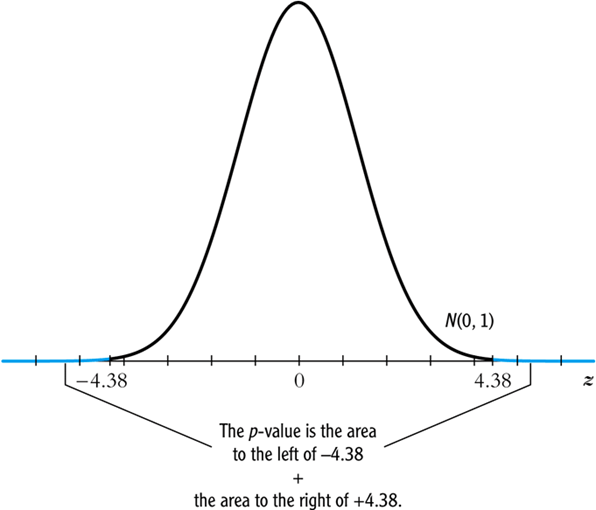 N(0, 1)
−4.38 0 4.38 z
The p-value is the area
to the left of –4.38
+
the area to the right of +4.38.